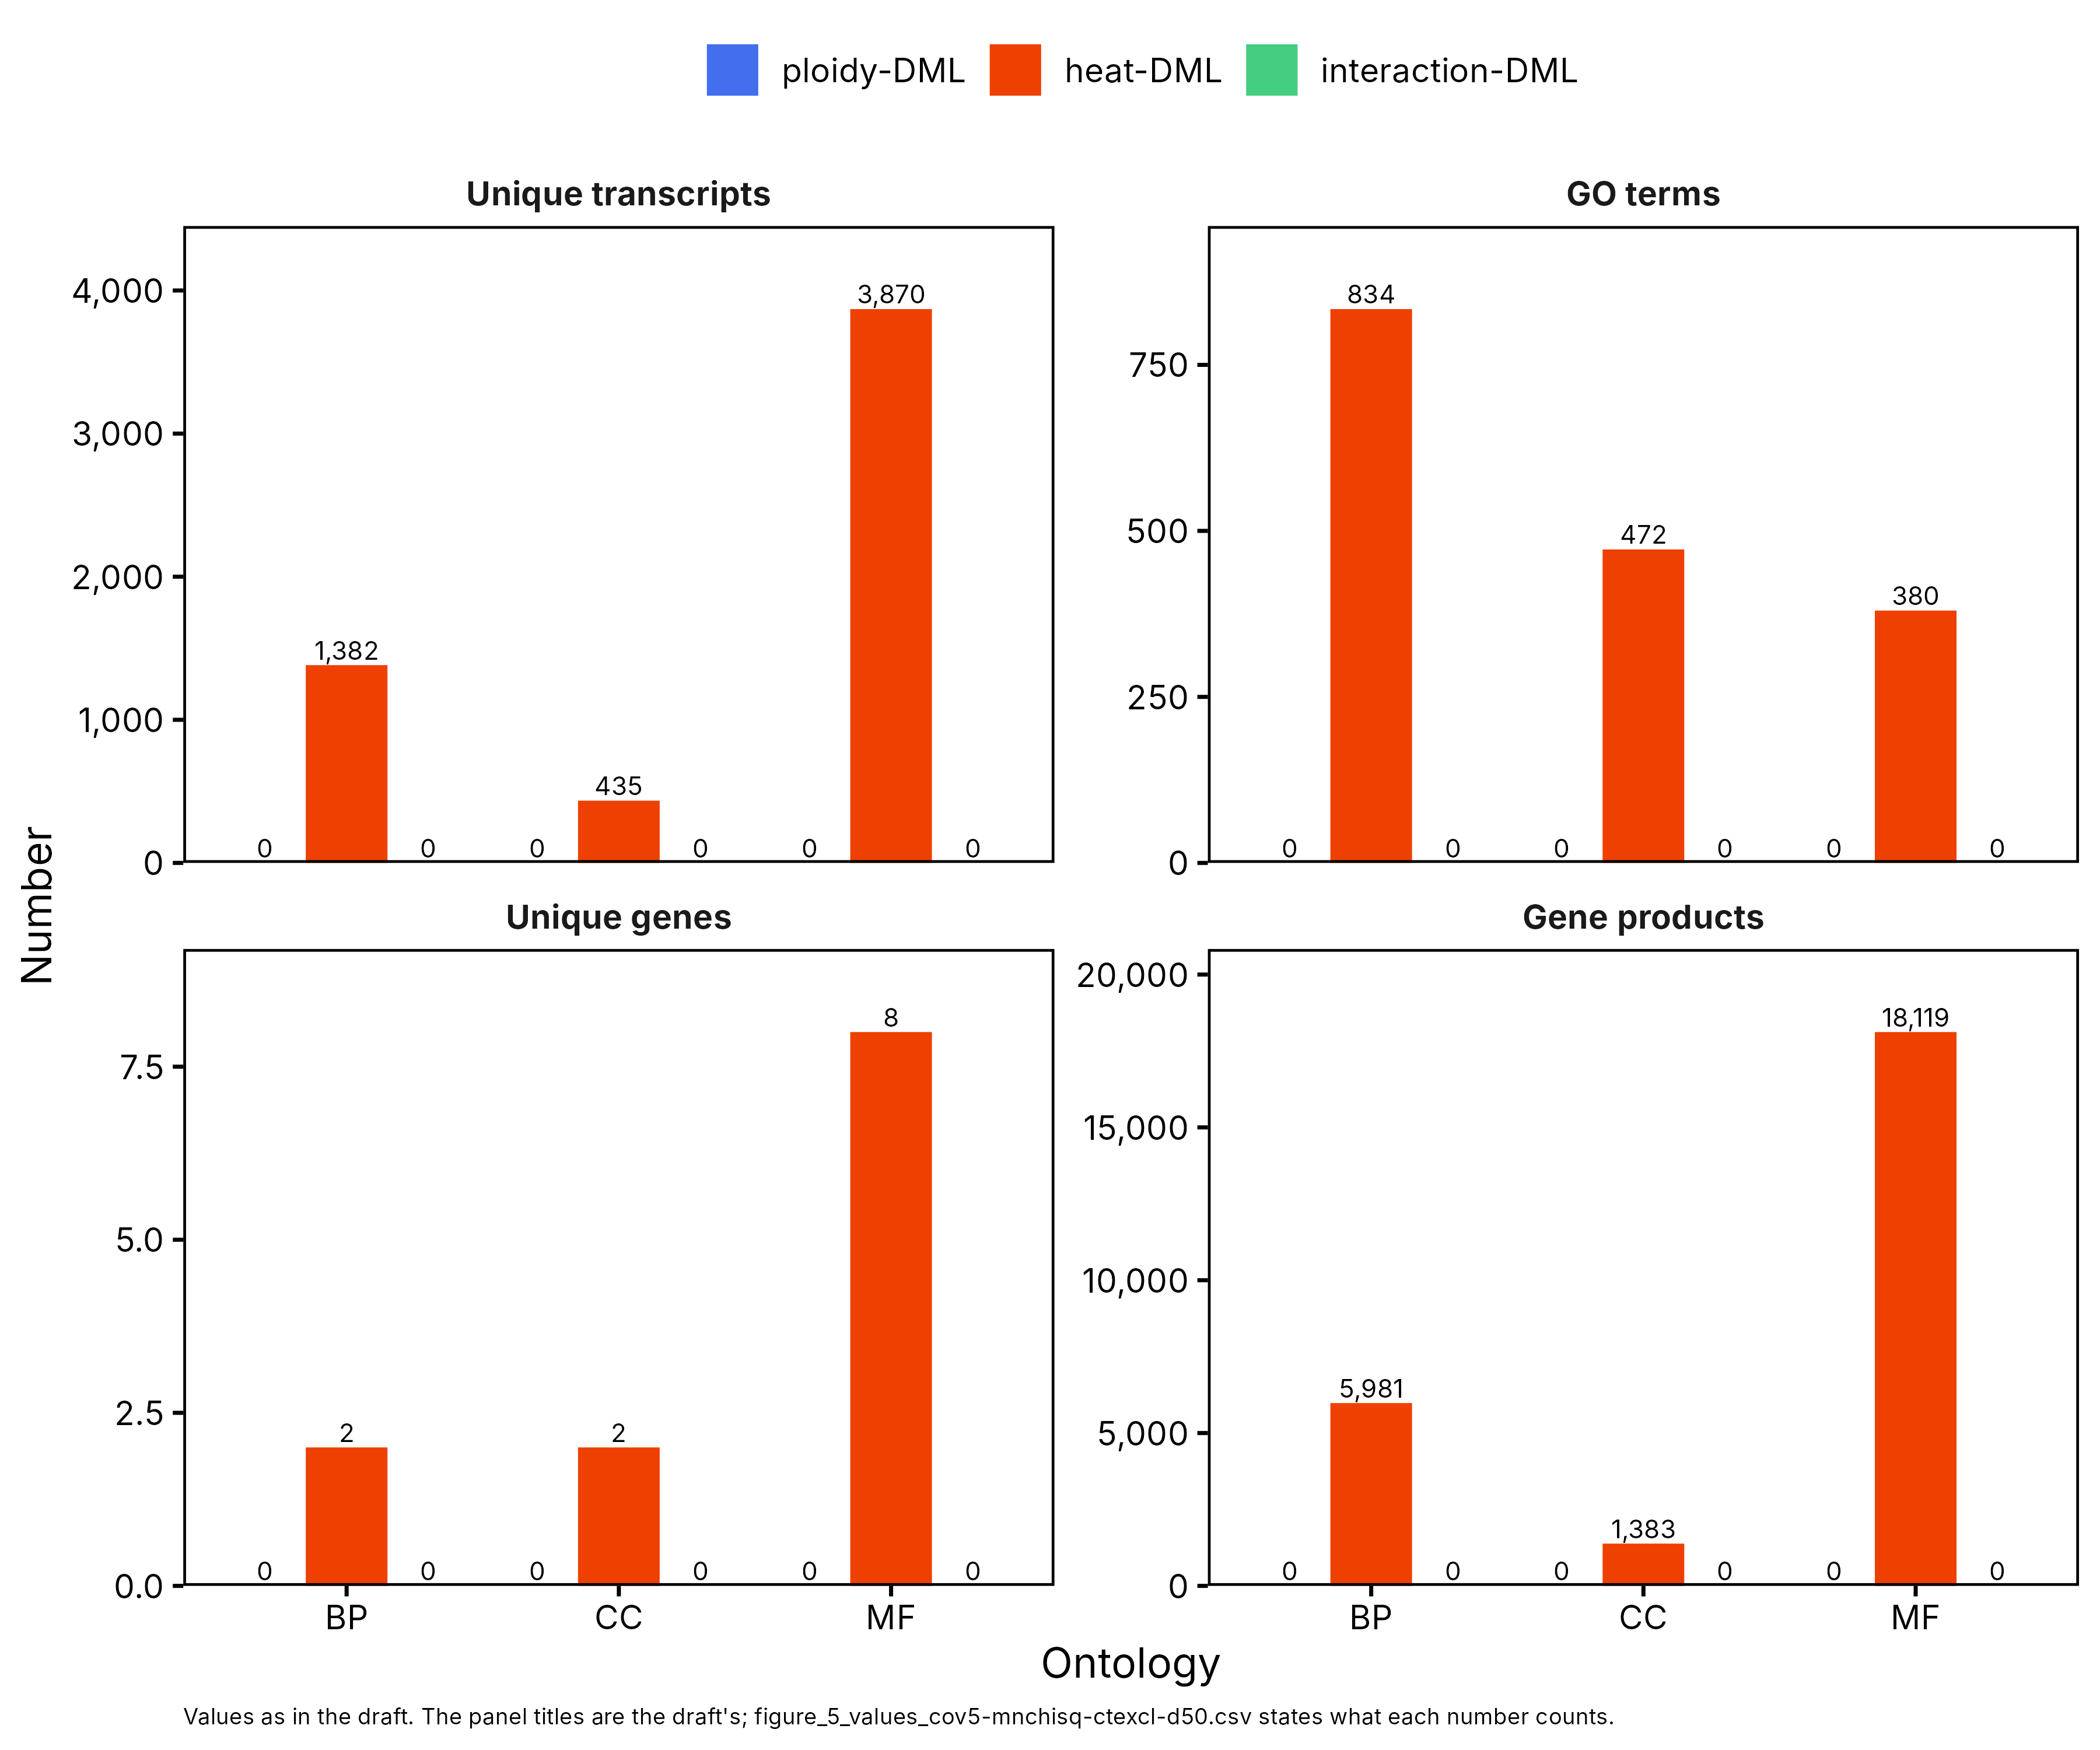 ploidy-DML heat-DML interaction-DML
Unique transcripts
4,000
3,000
2,000
1,000
0
0 1,382 0 0 435 0 0 3,870 0
GO terms
750
500
250
0
0 834 0 0 472 0 0 380 0
Number
Unique genes
7.5
5.0
2.5
0.0
0 2 0 0 2 0 0 8 0
BP CC MF
Gene products
20,000
15,000
10,000
5,000
0
0 5,981 0 0 1,383 0 0 18,119 0
BP CC MF
Ontology
Values as in the draft. The panel titles are the draft's; figure_5_values_cov5-mnchisq-ctexcl-d50.csv states what each number counts.